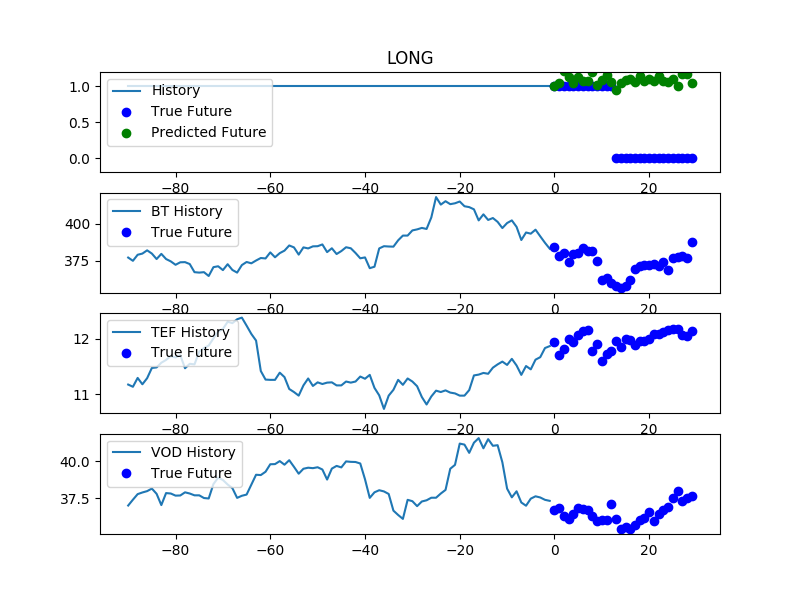 LONG
1.0
0.5
0.0
History
True Future
Predicted Future
−80 −60 −40 −20 0 20
400
375
BT History
True Future
−80 −60 −40 −20 0 20
12
11
TEF History
True Future
−80 −60 −40 −20 0 20
40.0
37.5
VOD History
True Future
−80 −60 −40 −20 0 20